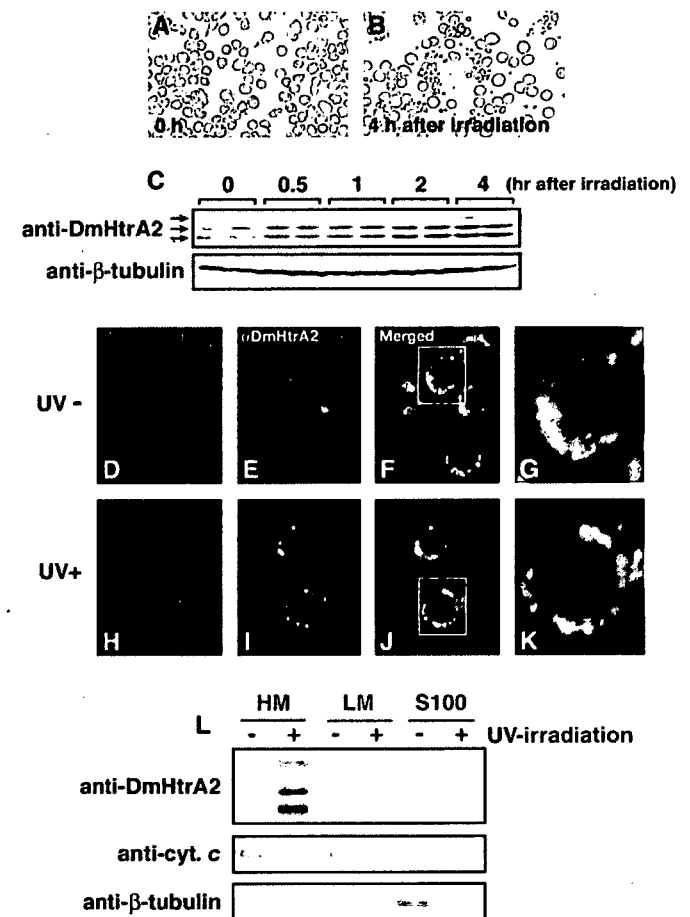 A B
0 h 4 h after irradiation
C 0 0.5 1 2 4 (hr after irradiation)
anti-DmHtrA2
anti-β-tubulin
αDmHtrA2 Merged
UV -
D E F G
UV+
H I J K
HM LM S100
L - + - + - + UV-irradiation
anti-DmHtrA2
anti-cyt. c
anti-β-tubulin